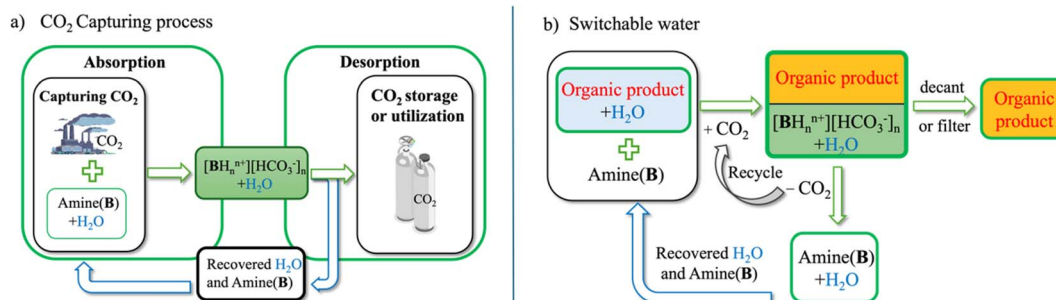 a) CO₂ Capturing process
Absorption
Desorption
Capturing CO₂
CO₂
Amine(B)
+H₂O
[BHₙⁿ⁺][HCO₃⁻]ₙ
+H₂O
CO₂ storage
or utilization
CO₂
Recovered H₂O
and Amine(B)
b) Switchable water
Organic product
+H₂O
Amine(B)
+ CO₂
Recycle
– CO₂
Organic product
[BHₙⁿ⁺][HCO₃⁻]ₙ
+H₂O
decant
or filter
Organic
product
Recovered H₂O
and Amine(B)
Amine(B)
+H₂O